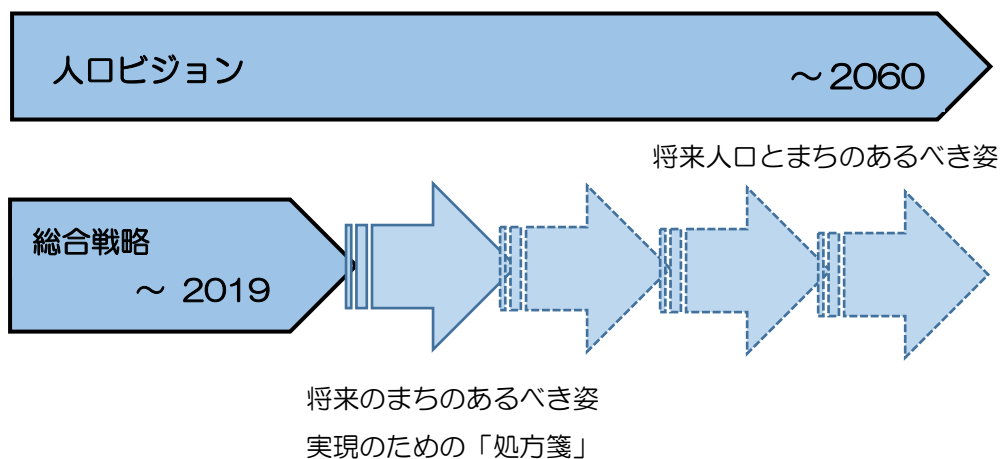 人口ビジョン
～2060
将来人口とまちのあるべき姿
総合戦略
～ 2019
将来のまちのあるべき姿
実現のための「処方箋」